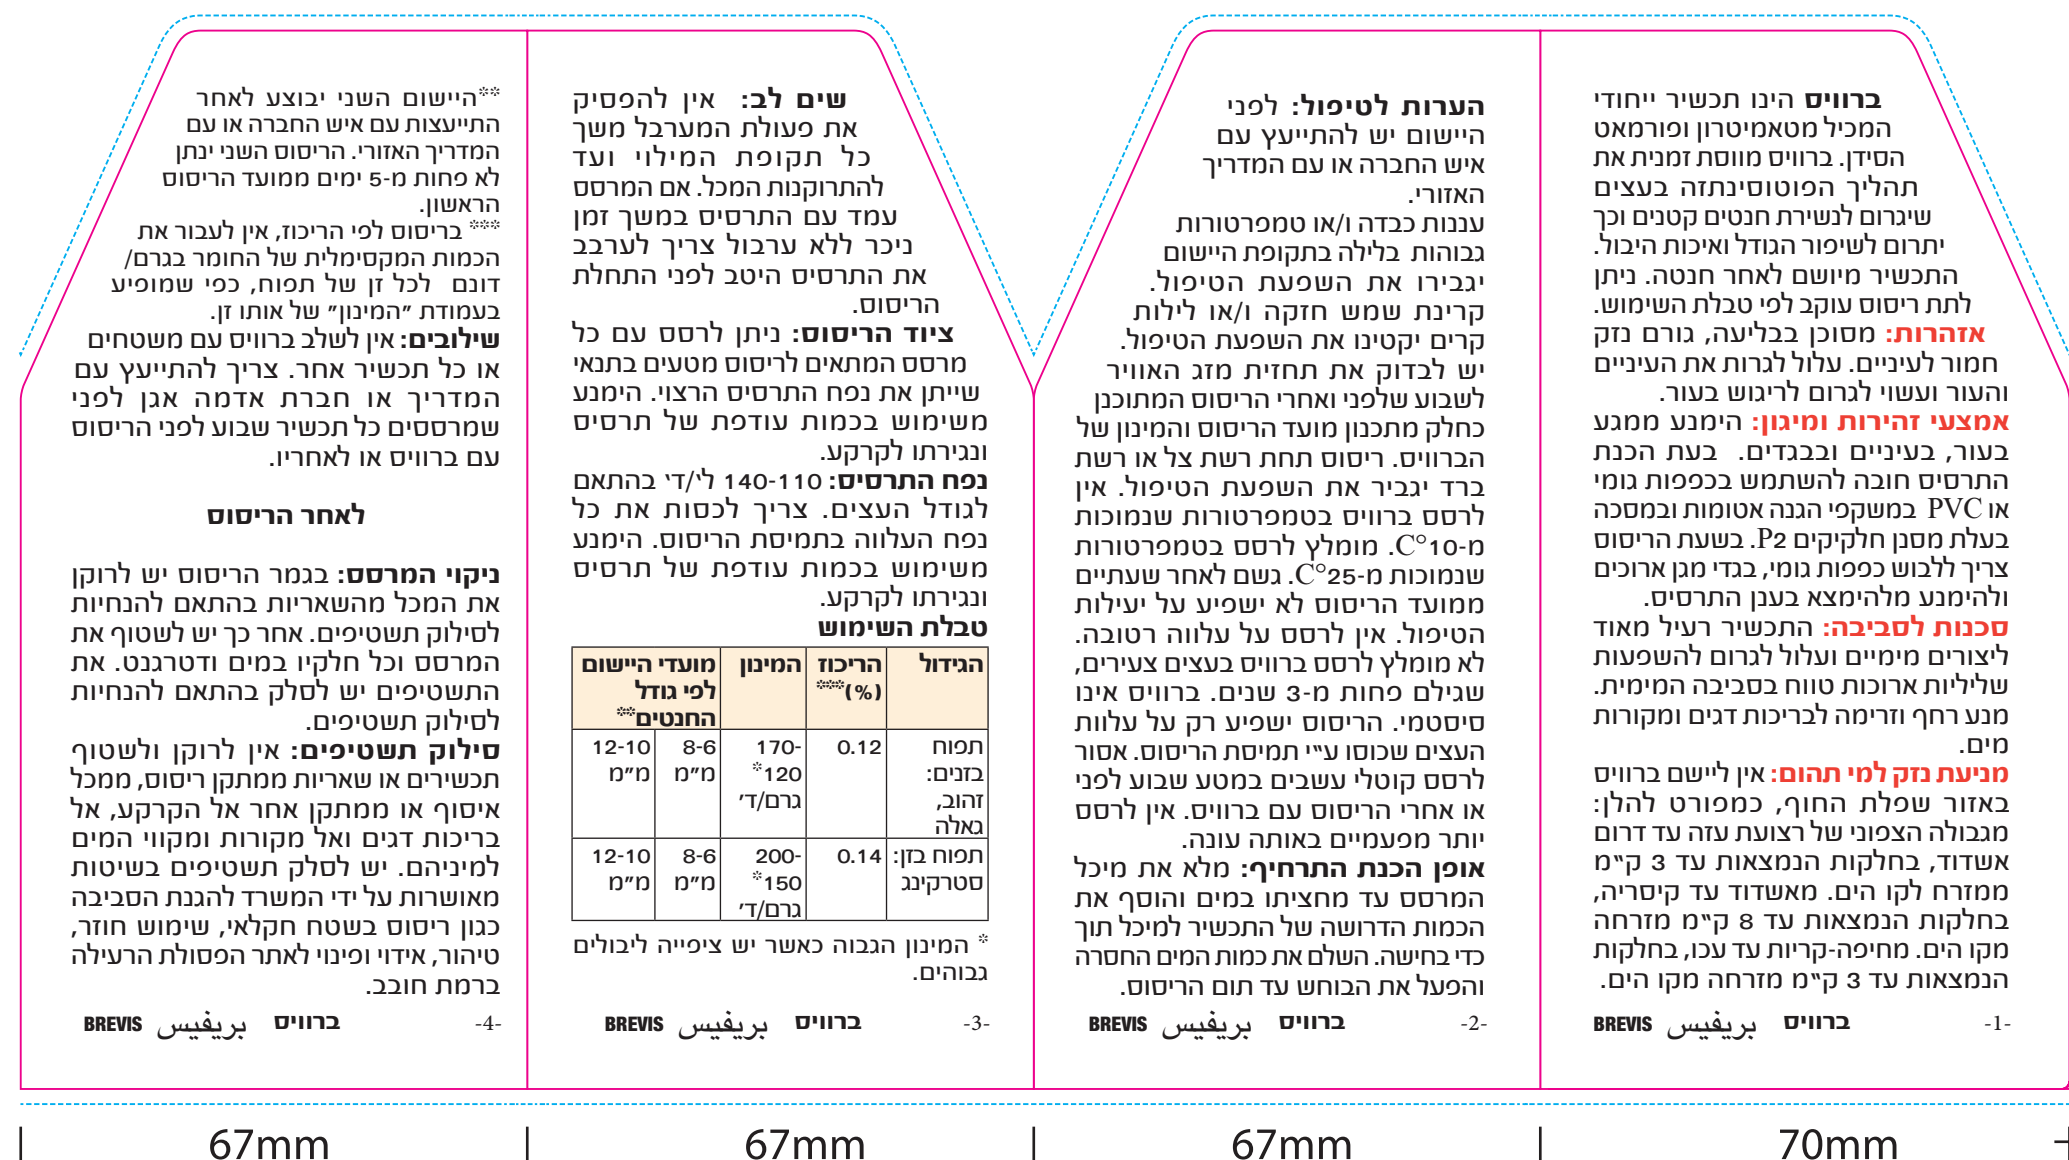 ברוויס הינו תכשיר ייחודי
המכיל מטאמיטרון ופורמאט
הסידן. ברוויס מווסת זמנית את
תהליך הפוטוסינתזה בעצים
שיגרום לנשירת חנטים קטנים וכך
יתרום לשיפור הגודל ואיכות היבול.
התכשיר מיושם לאחר חנטה. ניתן
לתת ריסוס עוקב לפי טבלת השימוש.
אזהרות: מסוכן בבליעה, גורם נזק
חמור לעיניים. עלול לגרות את העיניים
והעור ועשוי לגרום לריגוש בעור.
אמצעי זהירות ומיגון: הימנע ממגע
בעור, בעיניים ובבגדים. בעת הכנת
התרסיס חובה להשתמש בכפפות גומי
או PVC במשקפי הגנה אטומות ובמסכה
בעלת מסנן חלקיקים P2. בשעת הריסוס
צריך ללבוש כפפות גומי, בגדי מגן ארוכים
ולהימנע מלהימצא בענן התרסיס.
סכנות לסביבה: התכשיר רעיל מאוד
ליצורים מימיים ועלול לגרום להשפעות
שליליות ארוכות טווח בסביבה המימית.
מנע רחף וזרימה לבריכות דגים ומקורות
מים.
מניעת נזק למי תהום: אין ליישם ברוויס
באזור שפלת החוף, כמפורט להלן:
מגבולה הצפוני של רצועת עזה עד דרום
אשדוד, בחלקות הנמצאות עד 3 ק"מ
ממזרח לקו הים. מאשדוד עד קיסריה,
בחלקות הנמצאות עד 8 ק"מ מזרחה
מקו הים. מחיפה-קריות עד עכו, בחלקות
הנמצאות עד 3 ק"מ מזרחה מקו הים.
-1- ברוויס بريفيس BREVIS
הערות לטיפול: לפני
היישום יש להתייעץ עם
איש החברה או עם המדריך
האזורי.
עננות כבדה ו/או טמפרטורות
גבוהות בלילה בתקופת היישום
יגבירו את השפעת הטיפול.
קרינת שמש חזקה ו/או לילות
קרים יקטינו את השפעת הטיפול.
יש לבדוק את תחזית מזג האוויר
לשבוע שלפני ואחרי הריסוס המתוכנן
כחלק מתכנון מועד הריסוס והמינון של
הברוויס. ריסוס תחת רשת צל או רשת
ברד יגביר את השפעת הטיפול. אין
לרסס ברוויס בטמפרטורות שנמוכות
מ-10°C. מומלץ לרסס בטמפרטורות
שנמוכות מ-25°C. גשם לאחר שעתיים
ממועד הריסוס לא ישפיע על יעילות
הטיפול. אין לרסס על עלווה רטובה.
לא מומלץ לרסס ברוויס בעצים צעירים,
שגילם פחות מ-3 שנים. ברוויס אינו
סיסטמי. הריסוס ישפיע רק על עלוות
העצים שכוסו ע"י תמיסת הריסוס. אסור
לרסס קוטלי עשבים במטע שבוע לפני
או אחרי הריסוס עם ברוויס. אין לרסס
יותר מפעמיים באותה עונה.
אופן הכנת התרחיף: מלא את מיכל
המרסס עד מחציתו במים והוסף את
הכמות הדרושה של התכשיר למיכל תוך
כדי בחישה. השלם את כמות המים החסרה
והפעל את הבוחש עד תום הריסוס.
-2- ברוויס بريفيس BREVIS
שים לב: אין להפסיק
את פעולת המערבל משך
כל תקופת המילוי ועד
להתרוקנות המכל. אם המרסס
עמד עם התרסיס במשך זמן
ניכר ללא ערבול צריך לערבב
את התרסיס היטב לפני התחלת
הריסוס.
ציוד הריסוס: ניתן לרסס עם כל
מרסס המתאים לריסוס מטעים בתנאי
שייתן את נפח התרסיס הרצוי. הימנע
משימוש בכמות עודפת של תרסיס
ונגירתו לקרקע.
נפח התרסיס: 140-110 לי/די בהתאם
לגודל העצים. צריך לכסות את כל
נפח העלווה בתמיסת הריסוס. הימנע
משימוש בכמות עודפת של תרסיס
ונגירתו לקרקע.
טבלת השימוש
הגידול הריכוז המינון מועדי היישום
(%)*** לפי גודל
החנטים**
תפוח 0.12 170- 8-6 12-10
בזנים: 120* מ"מ מ"מ
זהוב, גרם/ד׳
גאלה
תפוח בזן: 0.14 200- 8-6 12-10
סטרקינג 150* מ"מ מ"מ
גרם/ד׳
* המינון הגבוה כאשר יש ציפייה ליבולים
גבוהים.
-3- ברוויס بريفيس BREVIS
**היישום השני יבוצע לאחר
התייעצות עם איש החברה או עם
המדריך האזורי. הריסוס השני ינתן
לא פחות מ-5 ימים ממועד הריסוס
הראשון.
*** בריסוס לפי הריכוז, אין לעבור את
הכמות המקסימלית של החומר בגרם/
דונם לכל זן של תפוח, כפי שמופיע
בעמודת "המינון" של אותו זן.
שילובים: אין לשלב ברוויס עם משטחים
או כל תכשיר אחר. צריך להתייעץ עם
המדריך או חברת אדמה אגן לפני
שמרססים כל תכשיר שבוע לפני הריסוס
עם ברוויס או לאחריו.
לאחר הריסוס
ניקוי המרסס: בגמר הריסוס יש לרוקן
את המכל מהשאריות בהתאם להנחיות
לסילוק תשטיפים. אחר כך יש לשטוף את
המרסס וכל חלקיו במים ודטרגנט. את
התשטיפים יש לסלק בהתאם להנחיות
לסילוק תשטיפים.
סילוק תשטיפים: אין לרוקן ולשטוף
תכשירים או שאריות ממתקן ריסוס, ממכל
איסוף או ממתקן אחר אל הקרקע, אל
בריכות דגים ואל מקורות ומקווי המים
למיניהם. יש לסלק תשטיפים בשיטות
מאושרות על ידי המשרד להגנת הסביבה
כגון ריסוס בשטח חקלאי, שימוש חוזר,
טיהור, אידוי ופינוי לאתר הפסולת הרעילה
ברמת חובב.
-4- ברוויס بريفيس BREVIS
67mm 67mm 67mm 70mm